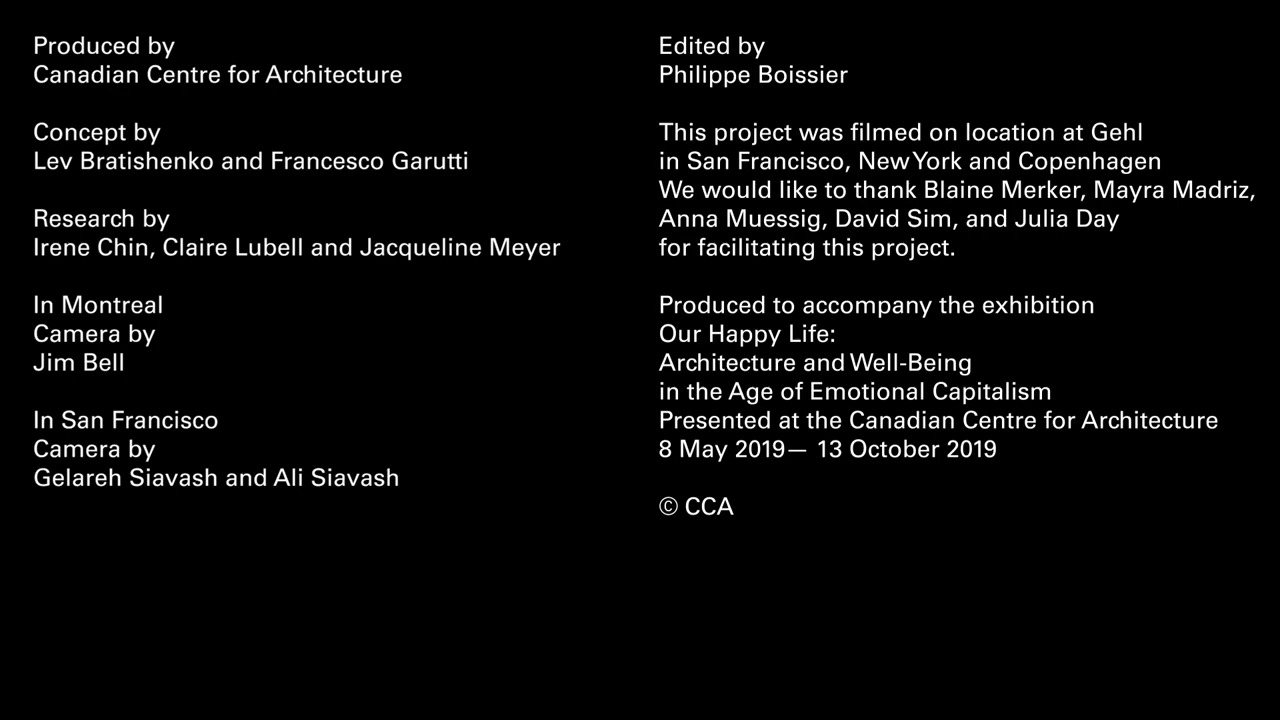 Produced by
Canadian Centre for Architecture
Concept by
Lev Bratishenko and Francesco Garutti
Research by
Irene Chin, Claire Lubell and Jacqueline Meyer
In Montreal
Camera by
Jim Bell
In San Francisco
Camera by
Gelareh Siavash and Ali Siavash
Edited by
Philippe Boissier
This project was filmed on location at Gehl
in San Francisco, New York and Copenhagen
We would like to thank Blaine Merker, Mayra Madriz,
Anna Muessig, David Sim, and Julia Day
for facilitating this project.
Produced to accompany the exhibition
Our Happy Life:
Architecture and Well-Being
in the Age of Emotional Capitalism
Presented at the Canadian Centre for Architecture
8 May 2019— 13 October 2019
© CCA